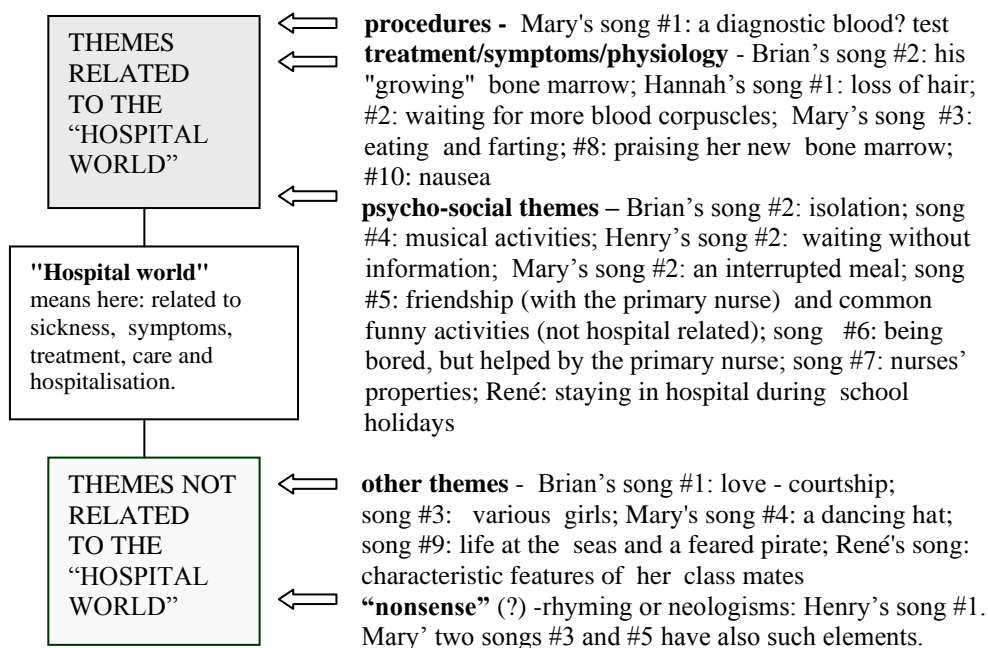 THEMES
RELATED
TO THE
“HOSPITAL
WORLD”
"Hospital world"
means here: related to
sickness, symptoms,
treatment, care and
hospitalisation.
THEMES NOT
RELATED
TO THE
“HOSPITAL
WORLD”
procedures - Mary's song #1: a diagnostic blood? test
treatment/symptoms/physiology - Brian’s song #2: his
"growing" bone marrow; Hannah’s song #1: loss of hair;
#2: waiting for more blood corpuscles; Mary’s song #3:
eating and farting; #8: praising her new bone marrow;
#10: nausea
psycho-social themes – Brian’s song #2: isolation; song
#4: musical activities; Henry’s song #2: waiting without
information; Mary’s song #2: an interrupted meal; song
#5: friendship (with the primary nurse) and common
funny activities (not hospital related); song #6: being
bored, but helped by the primary nurse; song #7: nurses’
properties; René: staying in hospital during school
holidays
other themes - Brian’s song #1: love - courtship;
song #3: various girls; Mary's song #4: a dancing hat;
song #9: life at the seas and a feared pirate; René's song:
characteristic features of her class mates
“nonsense” (?) -rhyming or neologisms: Henry’s song #1.
Mary’ two songs #3 and #5 have also such elements.